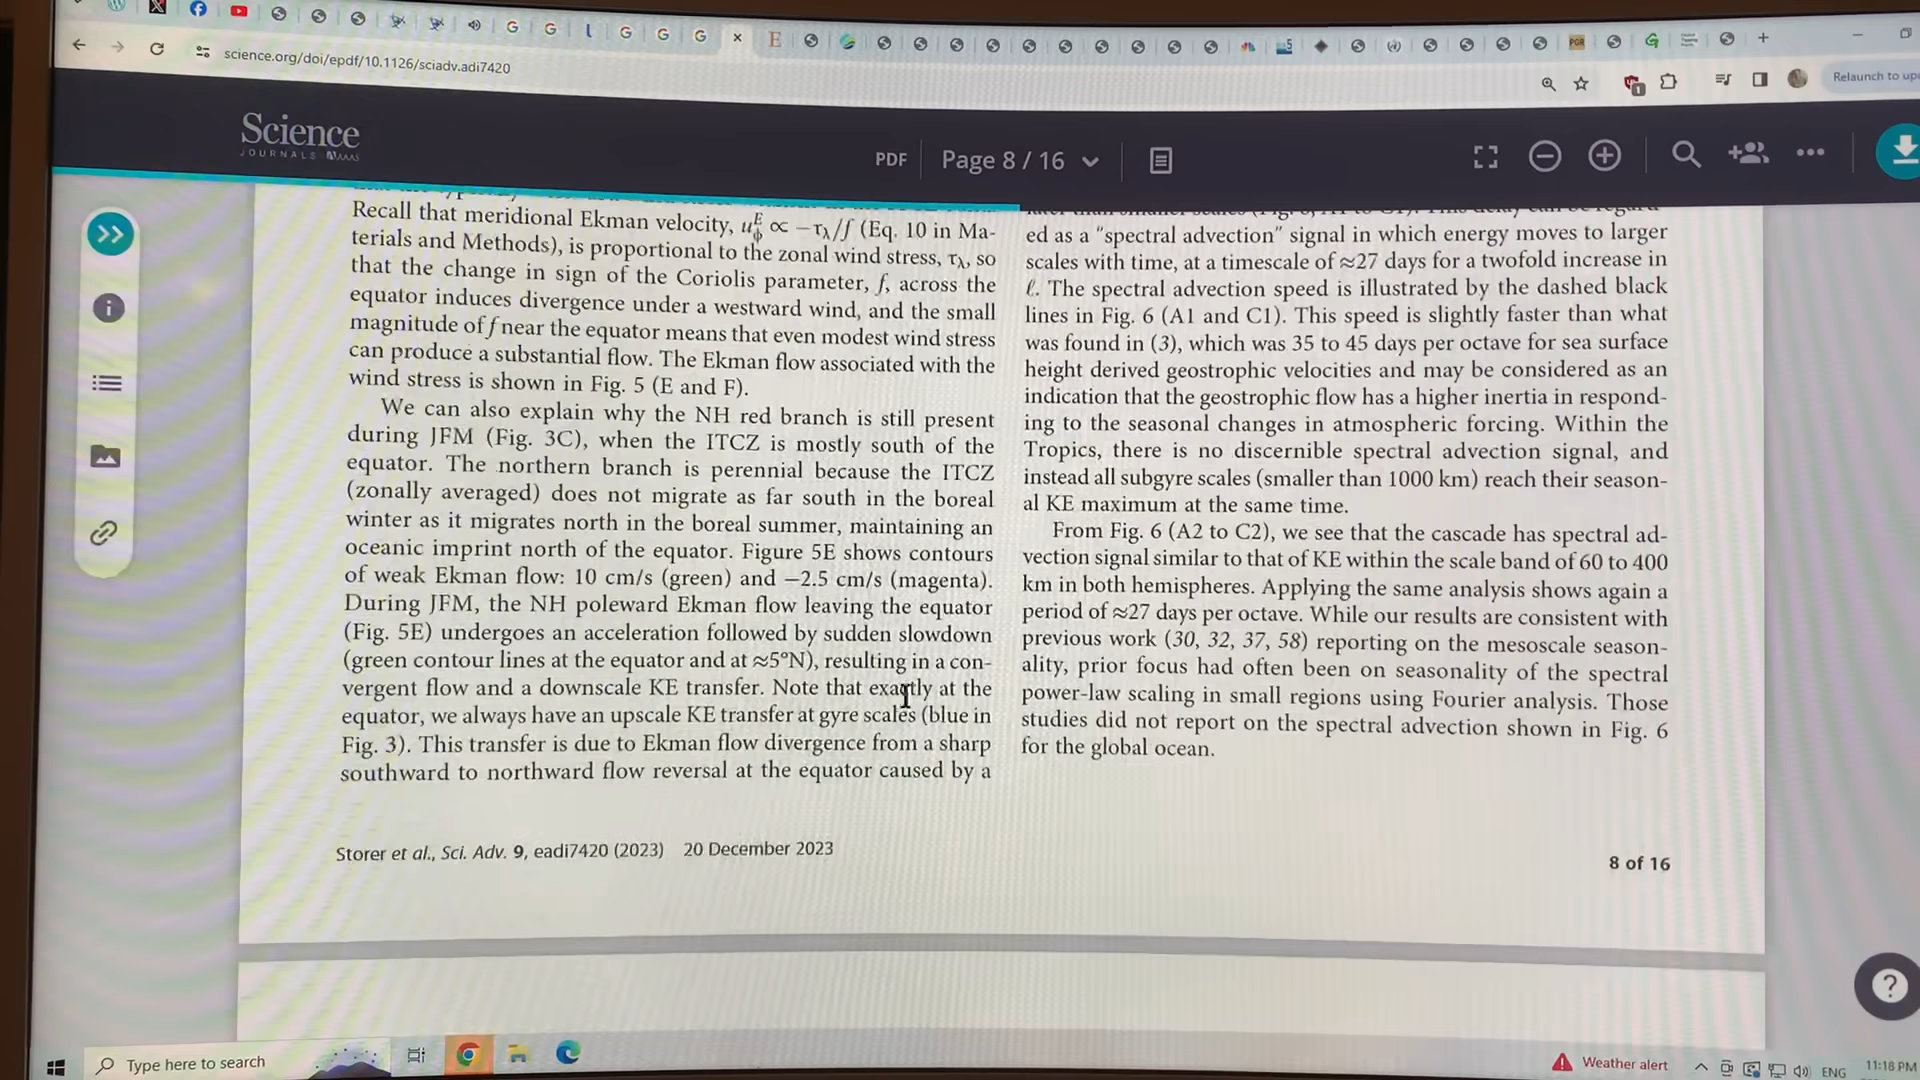 science.org/doi/epdf/10.1126/sciadv.adi7420
Relaunch to up
Science
JOURNALS AAAS
PDF
Page 8 / 16
Recall that meridional Ekman velocity, u_ϕ^E ∝ −τλ/f (Eq. 10 in Ma-
terials and Methods), is proportional to the zonal wind stress, τλ, so
that the change in sign of the Coriolis parameter, f, across the
equator induces divergence under a westward wind, and the small
magnitude of f near the equator means that even modest wind stress
can produce a substantial flow. The Ekman flow associated with the
wind stress is shown in Fig. 5 (E and F).
We can also explain why the NH red branch is still present
during JFM (Fig. 3C), when the ITCZ is mostly south of the
equator. The northern branch is perennial because the ITCZ
(zonally averaged) does not migrate as far south in the boreal
winter as it migrates north in the boreal summer, maintaining an
oceanic imprint north of the equator. Figure 5E shows contours
of weak Ekman flow: 10 cm/s (green) and −2.5 cm/s (magenta).
During JFM, the NH poleward Ekman flow leaving the equator
(Fig. 5E) undergoes an acceleration followed by sudden slowdown
(green contour lines at the equator and at ≈5°N), resulting in a con-
vergent flow and a downscale KE transfer. Note that exactly at the
equator, we always have an upscale KE transfer at gyre scales (blue in
Fig. 3). This transfer is due to Ekman flow divergence from a sharp
southward to northward flow reversal at the equator caused by a
ed as a “spectral advection” signal in which energy moves to larger
scales with time, at a timescale of ≈27 days for a twofold increase in
ℓ. The spectral advection speed is illustrated by the dashed black
lines in Fig. 6 (A1 and C1). This speed is slightly faster than what
was found in (3), which was 35 to 45 days per octave for sea surface
height derived geostrophic velocities and may be considered as an
indication that the geostrophic flow has a higher inertia in respond-
ing to the seasonal changes in atmospheric forcing. Within the
Tropics, there is no discernible spectral advection signal, and
instead all subgyre scales (smaller than 1000 km) reach their season-
al KE maximum at the same time.
From Fig. 6 (A2 to C2), we see that the cascade has spectral ad-
vection signal similar to that of KE within the scale band of 60 to 400
km in both hemispheres. Applying the same analysis shows again a
period of ≈27 days per octave. While our results are consistent with
previous work (30, 32, 37, 58) reporting on the mesoscale season-
ality, prior focus had often been on seasonality of the spectral
power-law scaling in small regions using Fourier analysis. Those
studies did not report on the spectral advection shown in Fig. 6
for the global ocean.
Storer et al., Sci. Adv. 9, eadi7420 (2023) 20 December 2023
8 of 16
Type here to search
Weather alert
ENG
11:18 PM